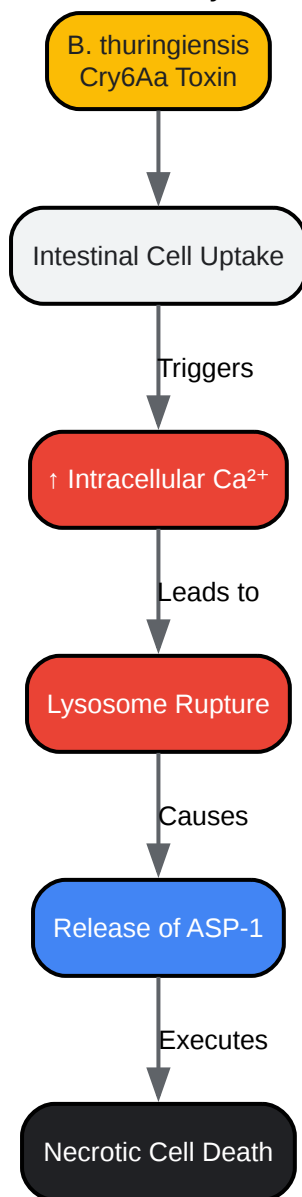 B. thuringiensis
Cry6Aa Toxin
Intestinal Cell Uptake
Triggers
↑ Intracellular Ca²⁺
Leads to
Lysosome Rupture
Causes
Release of ASP-1
Executes
Necrotic Cell Death